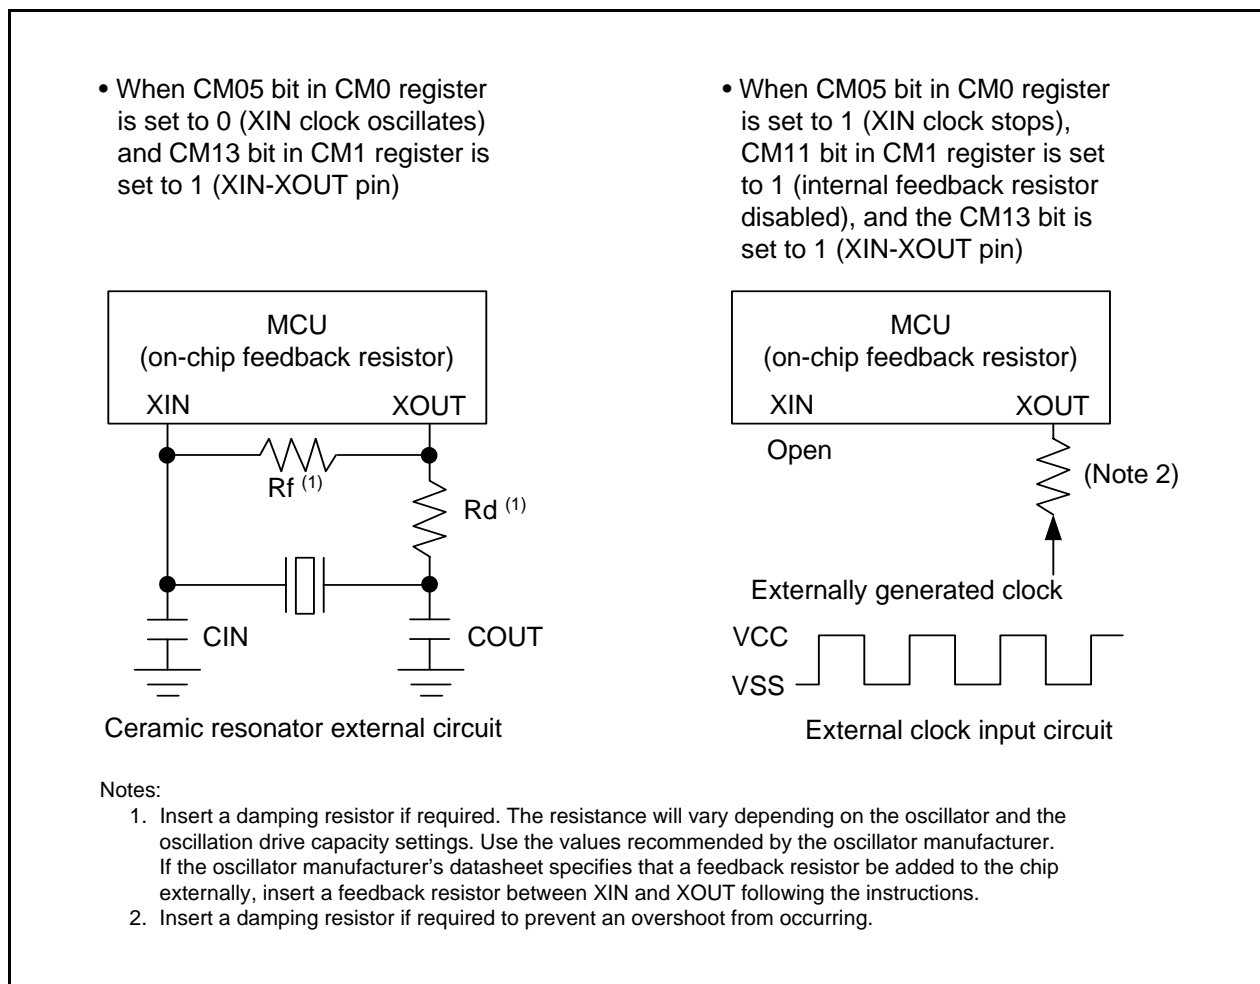 • When CM05 bit in CM0 register
is set to 0 (XIN clock oscillates)
and CM13 bit in CM1 register is
set to 1 (XIN-XOUT pin)
MCU
(on-chip feedback resistor)
XIN
XOUT
Rf (1)
Rd (1)
CIN
COUT
Ceramic resonator external circuit
• When CM05 bit in CM0 register
is set to 1 (XIN clock stops),
CM11 bit in CM1 register is set
to 1 (internal feedback resistor
disabled), and the CM13 bit is
set to 1 (XIN-XOUT pin)
MCU
(on-chip feedback resistor)
XIN
XOUT
Open
(Note 2)
Externally generated clock
VCC
VSS
External clock input circuit
Notes:
1. Insert a damping resistor if required. The resistance will vary depending on the oscillator and the
oscillation drive capacity settings. Use the values recommended by the oscillator manufacturer.
If the oscillator manufacturer's datasheet specifies that a feedback resistor be added to the chip
externally, insert a feedback resistor between XIN and XOUT following the instructions.
2. Insert a damping resistor if required to prevent an overshoot from occurring.